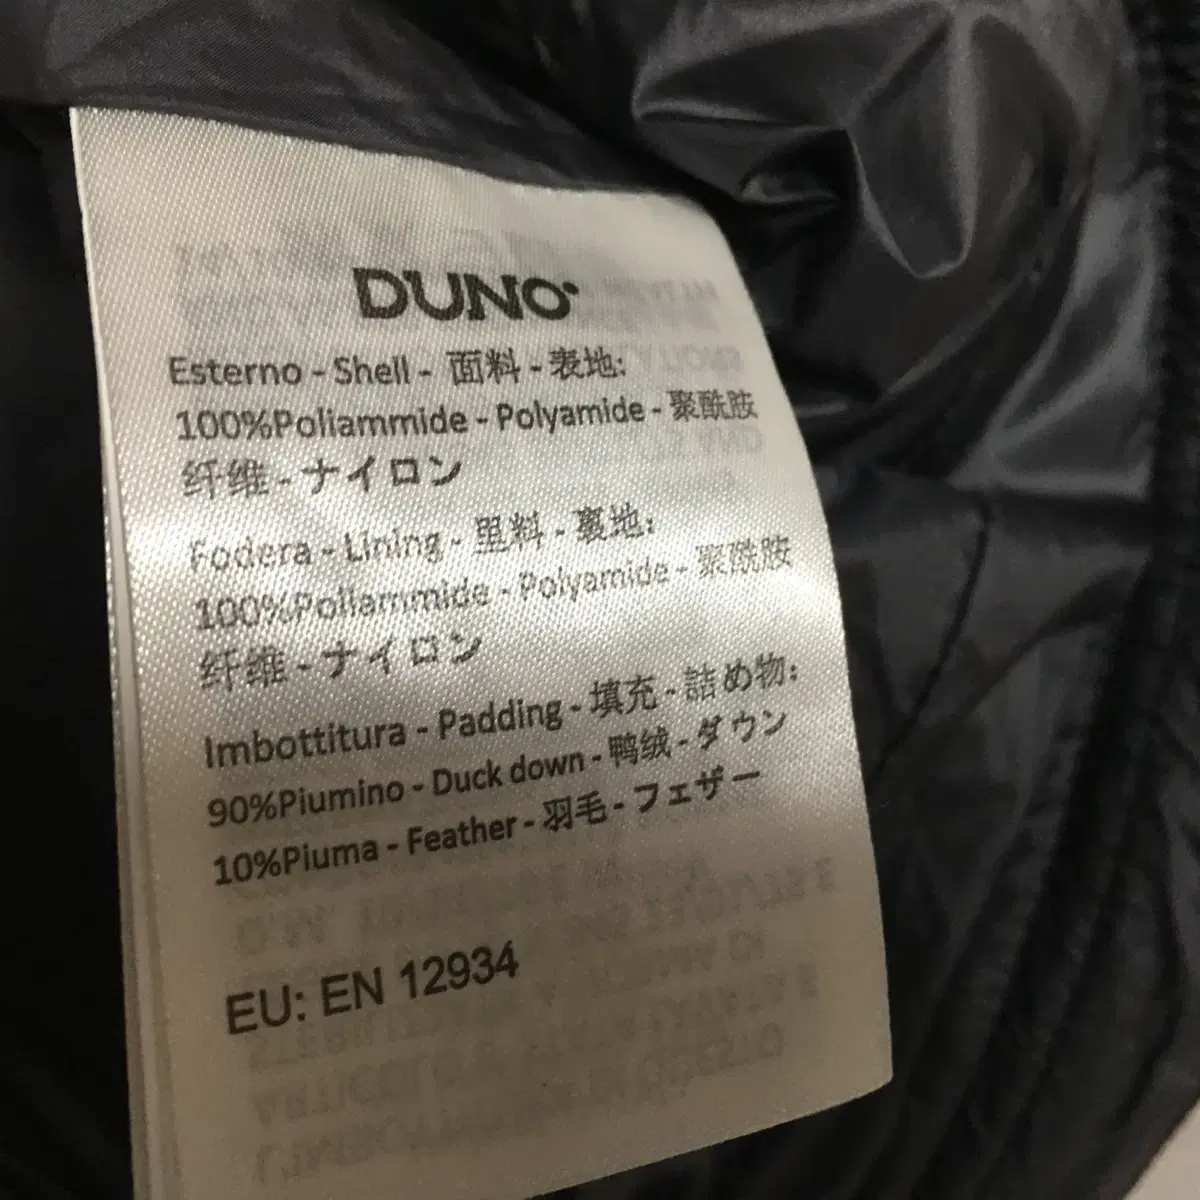 DUNO
Esterno - Shell - 面料 - 表地:
100%Poliammide - Polyamide - 聚酰胺
纤维 - ナイロン
Fodera - Lining - 里料 - 裏地:
100%Poliammide - Polyamide - 聚酰胺
纤维 - ナイロン
Imbottitura - Padding - 填充 - 詰め物:
90%Piumino - Duck down - 鸭绒 - ダウン
10%Piuma - Feather - 羽毛 - フェザー
EU: EN 12934